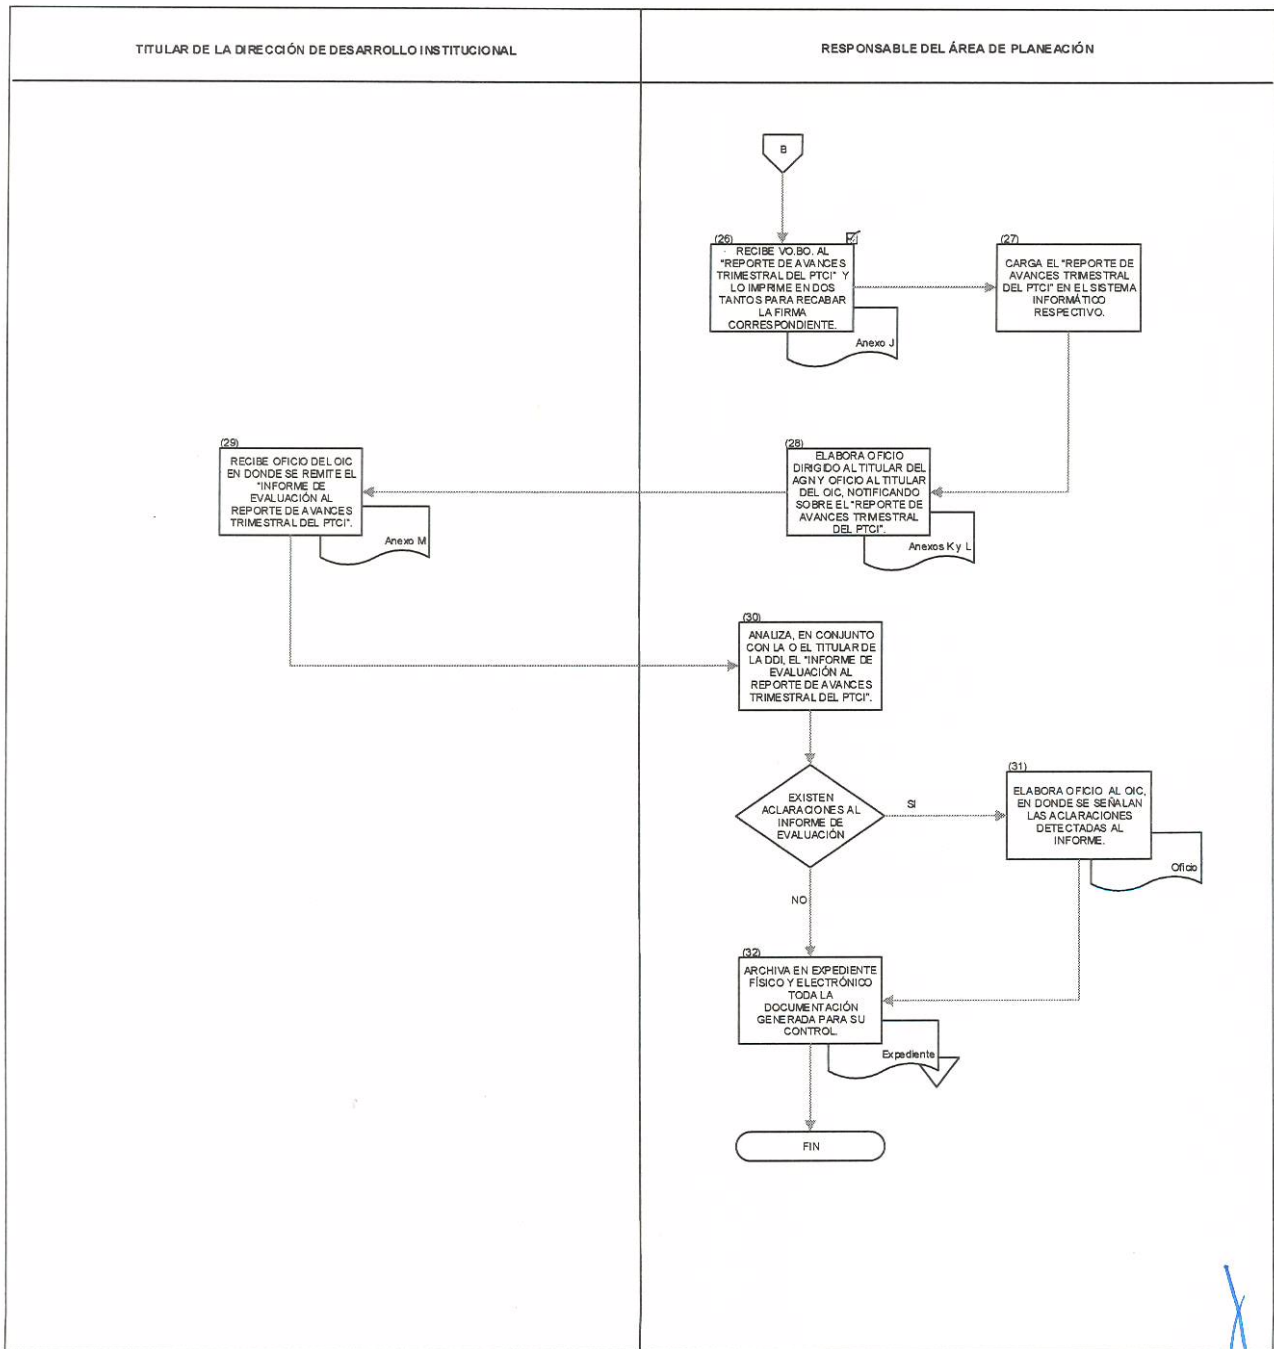 TITULAR DE LA DIRECCIÓN DE DESARROLLO INSTITUCIONAL
RESPONSABLE DEL ÁREA DE PLANEACIÓN
B
(26)
RECIBE VO.BO. AL
"REPORTE DE AVANCES
TRIMESTRAL DEL PTCI" Y
LO IMPRIME EN DOS
TANTOS PARA RECABAR
LA FIRMA
CORRESPONDIENTE.
Anexo J
(27)
CARGA EL "REPORTE DE
AVANCES TRIMESTRAL
DEL PTCI" EN EL SISTEMA
INFORMÁTICO
RESPECTIVO.
(28)
ELABORA OFICIO
DIRIGIDO AL TITULAR DEL
AGN Y OFICIO AL TITULAR
DEL OIC, NOTIFICANDO
SOBRE EL "REPORTE DE
AVANCES TRIMESTRAL
DEL PTCI".
Anexos K y L
(29)
RECIBE OFICIO DEL OIC
EN DONDE SE REMITE EL
"INFORME DE
EVALUACIÓN AL
REPORTE DE AVANCES
TRIMESTRAL DEL PTCI".
Anexo M
(30)
ANALIZA, EN CONJUNTO
CON LA O EL TITULAR DE
LA DDI, EL "INFORME DE
EVALUACIÓN AL
REPORTE DE AVANCES
TRIMESTRAL DEL PTCI".
EXISTEN
ACLARACIONES AL
INFORME DE
EVALUACIÓN
SI
(31)
ELABORA OFICIO AL OIC,
EN DONDE SE SEÑALAN
LAS ACLARACIONES
DETECTADAS AL
INFORME.
Oficio
NO
(32)
ARCHIVA EN EXPEDIENTE
FÍSICO Y ELECTRÓNICO
TODA LA
DOCUMENTACIÓN
GENERADA PARA SU
CONTROL.
Expediente
FIN